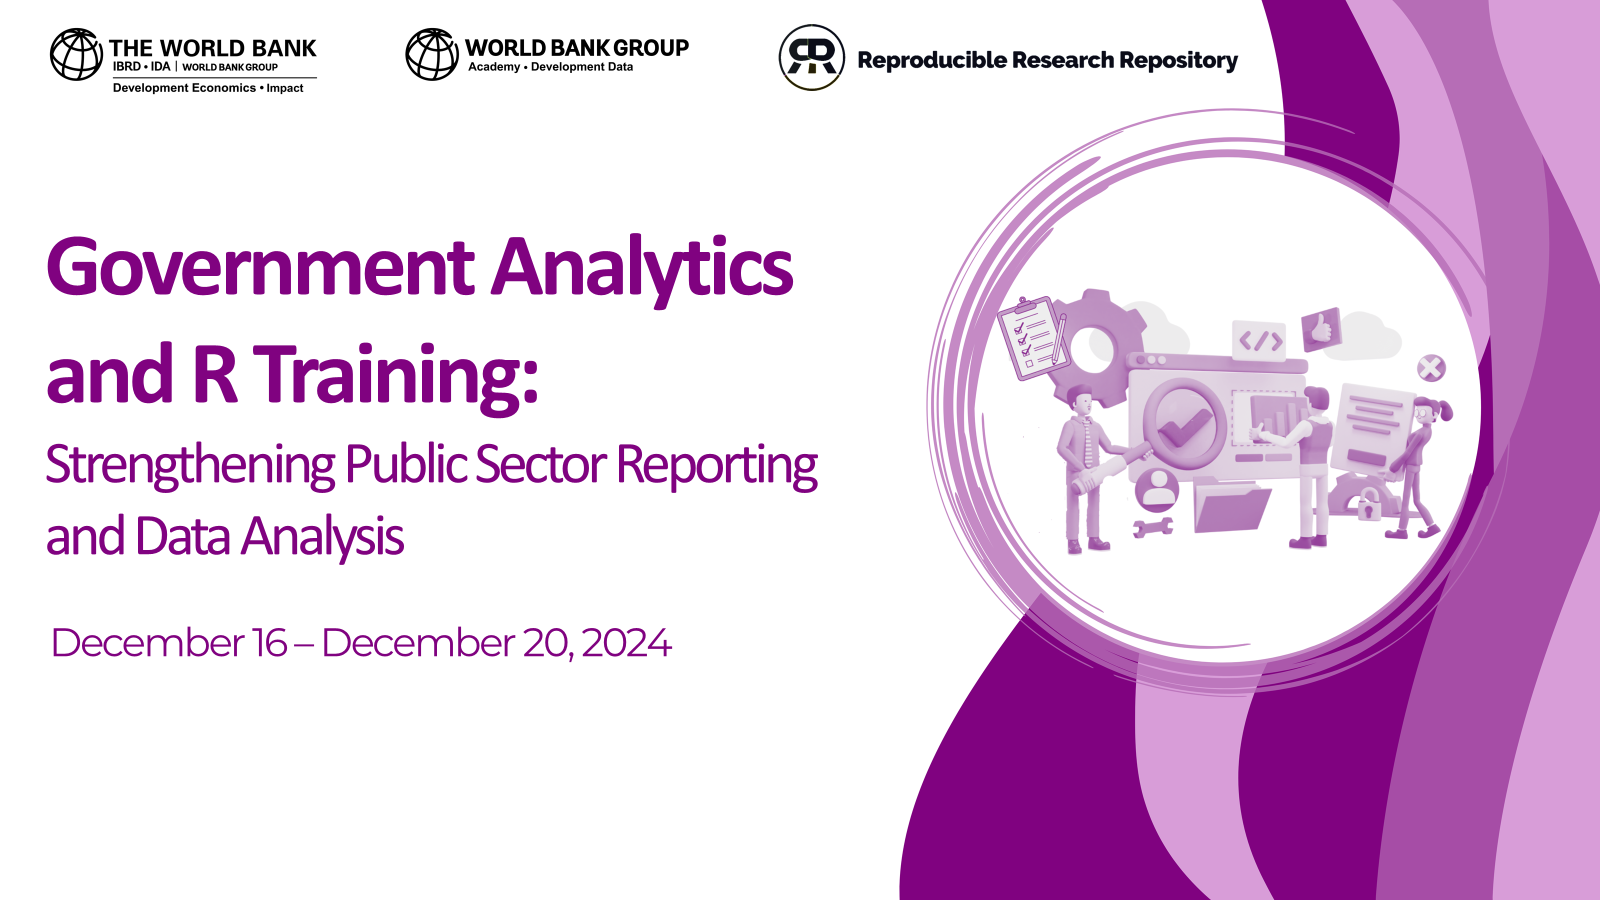 THE WORLD BANK
IBRD • IDA | WORLD BANK GROUP
Development Economics • Impact
WORLD BANK GROUP
Academy • Development Data
RR Reproducible Research Repository
Government Analytics
and R Training:
Strengthening Public Sector Reporting
and Data Analysis
December 16 – December 20, 2024
</>